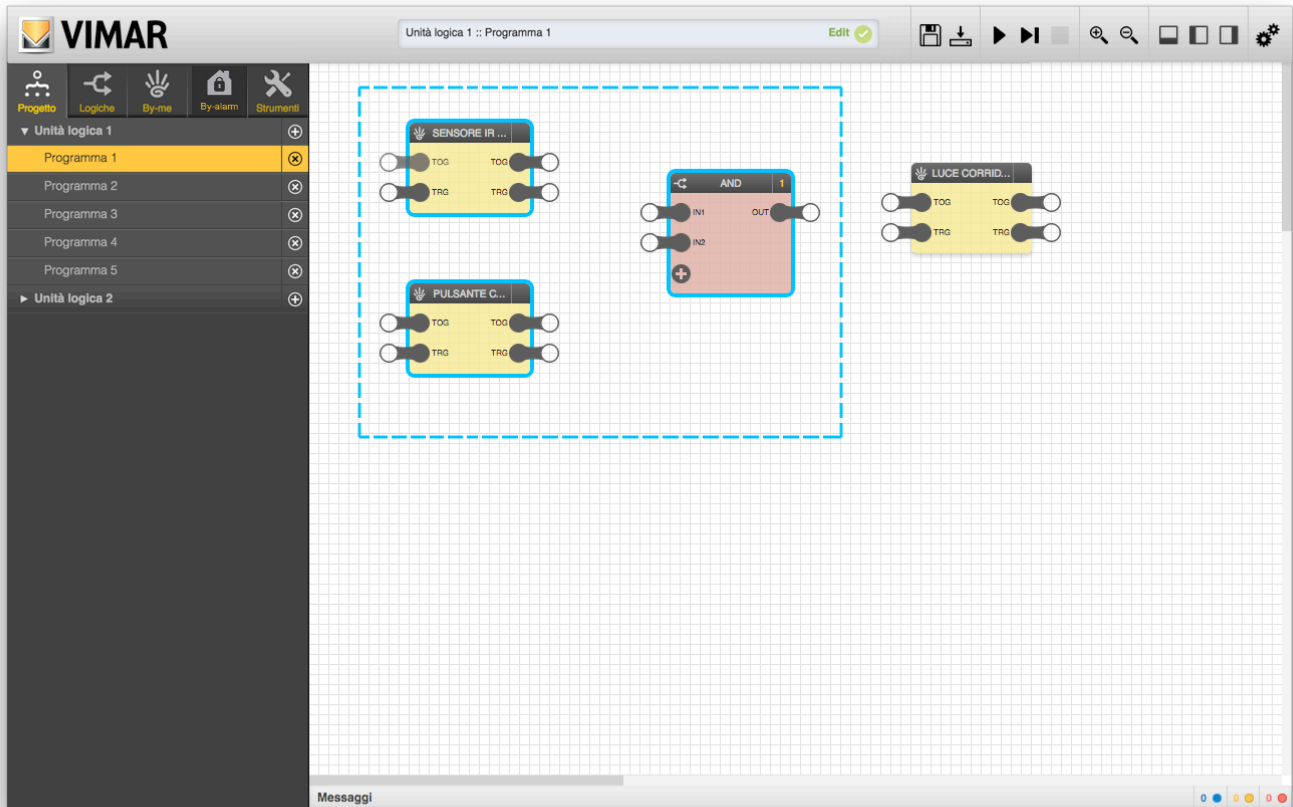 VIMAR
Unità logica 1 :: Programma 1
Edit
Progetto
Logiche
By-me
By-alarm
Strumenti
Unità logica 1
Programma 1
Programma 2
Programma 3
Programma 4
Programma 5
Unità logica 2
SENSORE IR ...
TOG TOG
TRG TRG
PULSANTE C...
TOG TOG
TRG TRG
AND 1
IN1 OUT
IN2
LUCE CORRID...
TOG TOG
TRG TRG
Messaggi
0 0 0